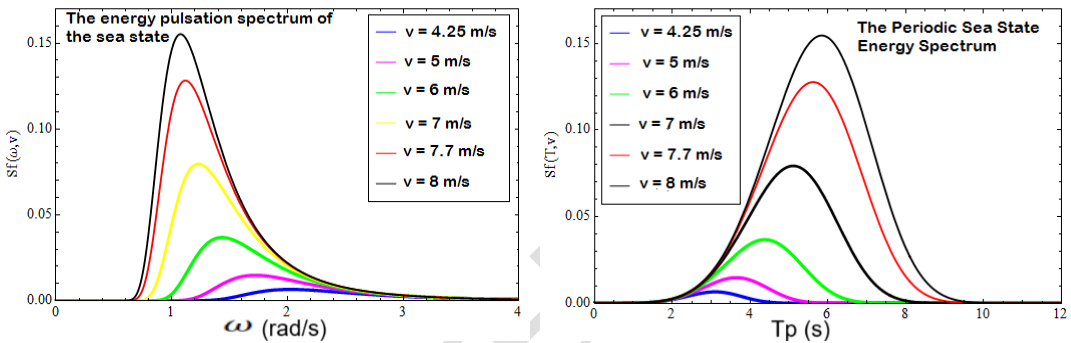 The energy pulsation spectrum of
the sea state
v = 4.25 m/s
v = 5 m/s
v = 6 m/s
v = 7 m/s
v = 7.7 m/s
v = 8 m/s
0.15
0.10
0.05
0.00
Sf(ω,v)
0 1 2 3 4
ω (rad/s)
The Periodic Sea State
Energy Spectrum
v = 4.25 m/s
v = 5 m/s
v = 6 m/s
v = 7 m/s
v = 7.7 m/s
v = 8 m/s
0.15
0.10
0.05
0.00
Sf(T,v)
0 2 4 6 8 10 12
Tp (s)